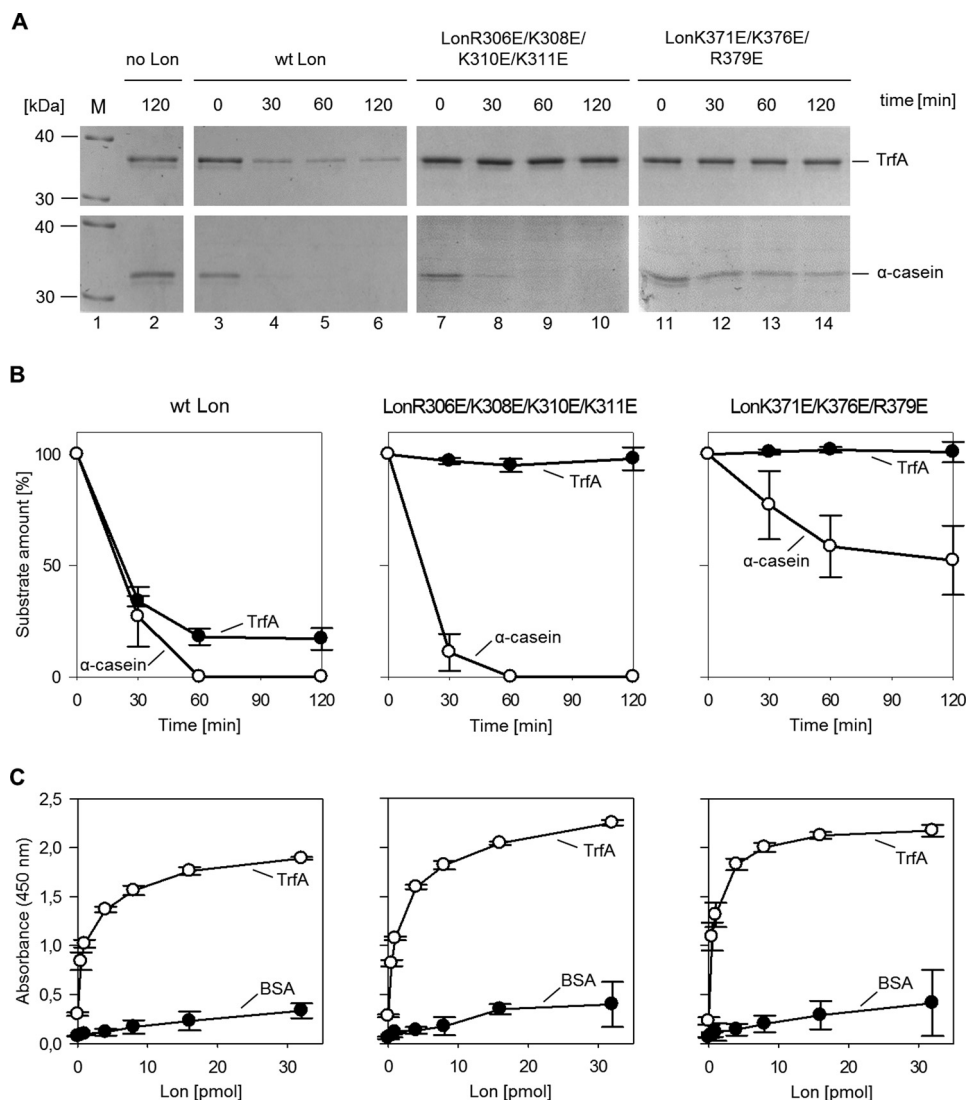 A
no Lon
wt Lon
LonR306E/K308E/
K310E/K311E
LonK371E/K376E/
R379E
[kDa] M 120 0 30 60 120 0 30 60 120 0 30 60 120 time [min]
40
TrfA
30
40
α-casein
30
1 2 3 4 5 6 7 8 9 10 11 12 13 14
B
wt Lon
LonR306E/K308E/K310E/K311E
LonK371E/K376E/R379E
Substrate amount [%]
100
50
0
TrfA
α-casein
0 30 60 90 120
Time [min]
TrfA
α-casein
0 30 60 90 120
Time [min]
TrfA
α-casein
0 30 60 90 120
Time [min]
C
Absorbance (450 nm)
2,5
2,0
1,5
1,0
0,5
0,0
TrfA
BSA
0 10 20 30
Lon [pmol]
TrfA
BSA
0 10 20 30
Lon [pmol]
TrfA
BSA
0 10 20 30
Lon [pmol]